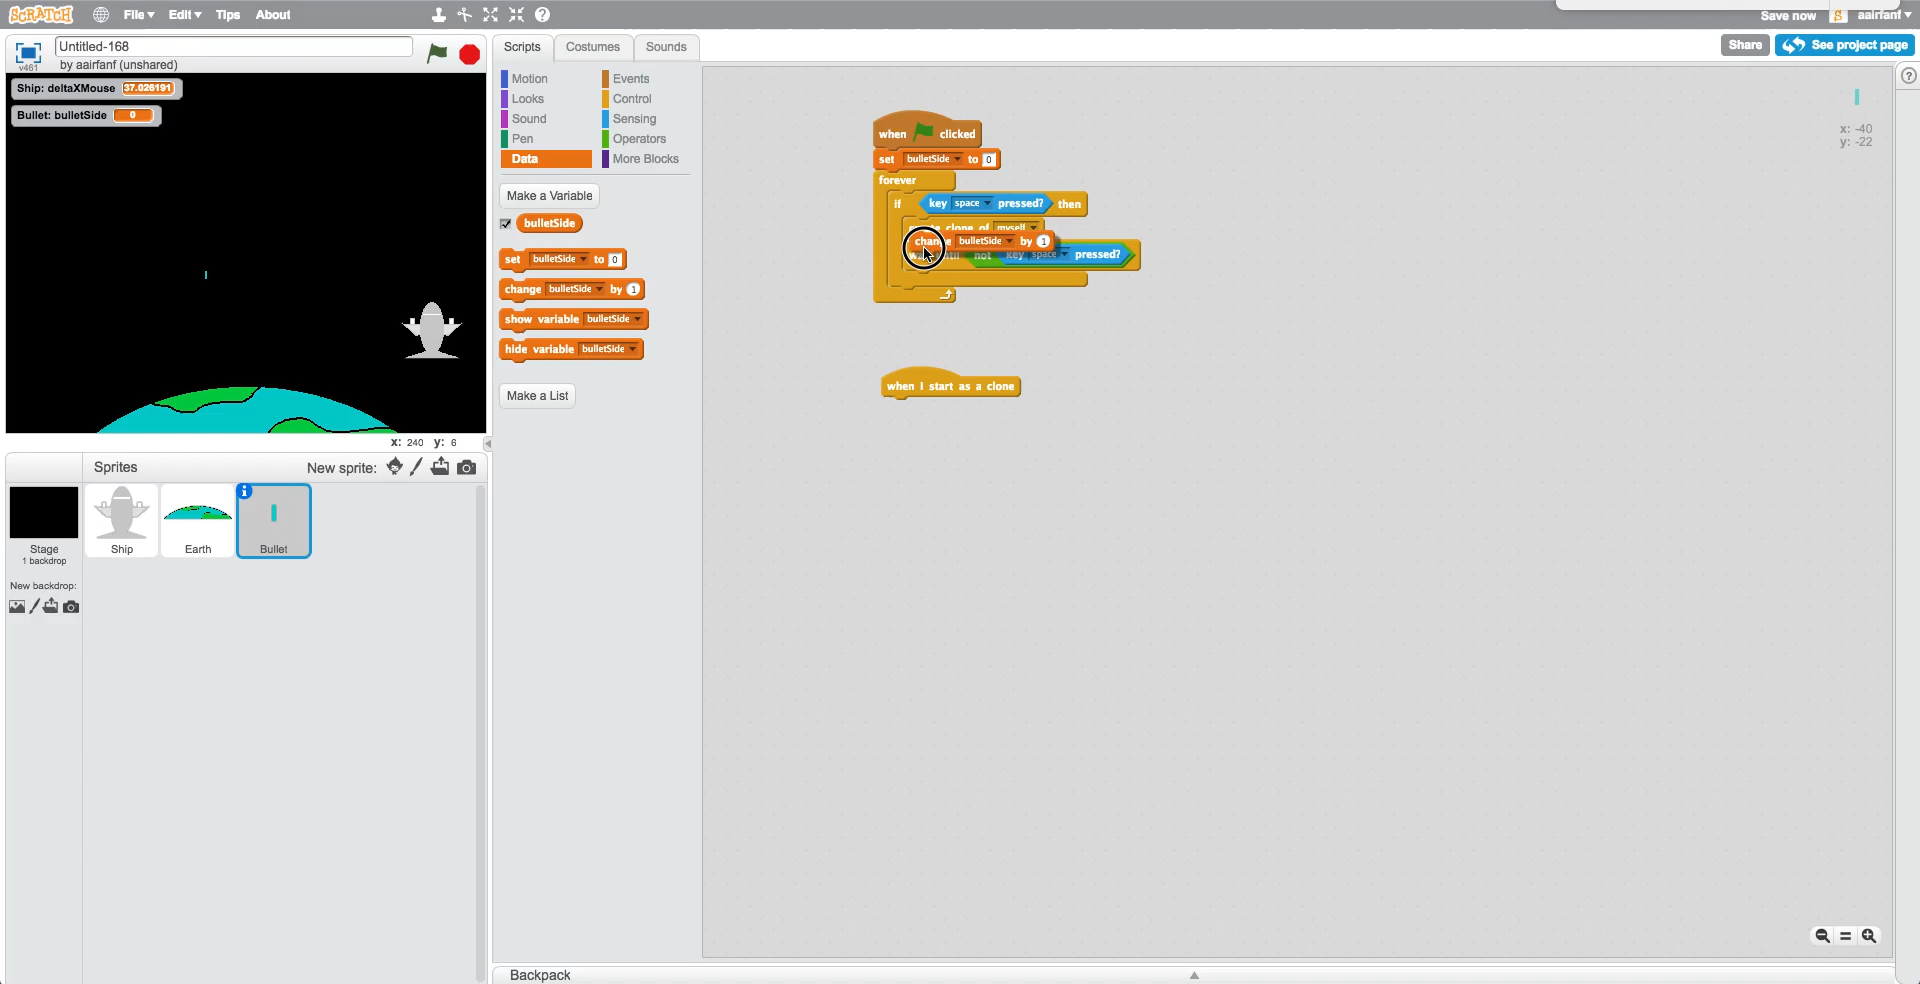 SCRATCH File Edit Tips About Save now aairfanf
v461 Untitled-168
by aairfanf (unshared)
Scripts Costumes Sounds
Share See project page
Ship: deltaXMouse 37.026191
Bullet: bulletSide 0
x: 240 y: 6
Motion Events
Looks Control
Sound Sensing
Pen Operators
Data More Blocks
Make a Variable
bulletSide
set bulletSide to 0
change bulletSide by 1
show variable bulletSide
hide variable bulletSide
Make a List
when clicked
set bulletSide to 0
forever
if key space pressed? then
clone of myself
change bulletSide by 1
not key space pressed?
when I start as a clone
x: -40
y: -22
Sprites New sprite:
Stage
1 backdrop
New backdrop:
Ship Earth Bullet
Backpack